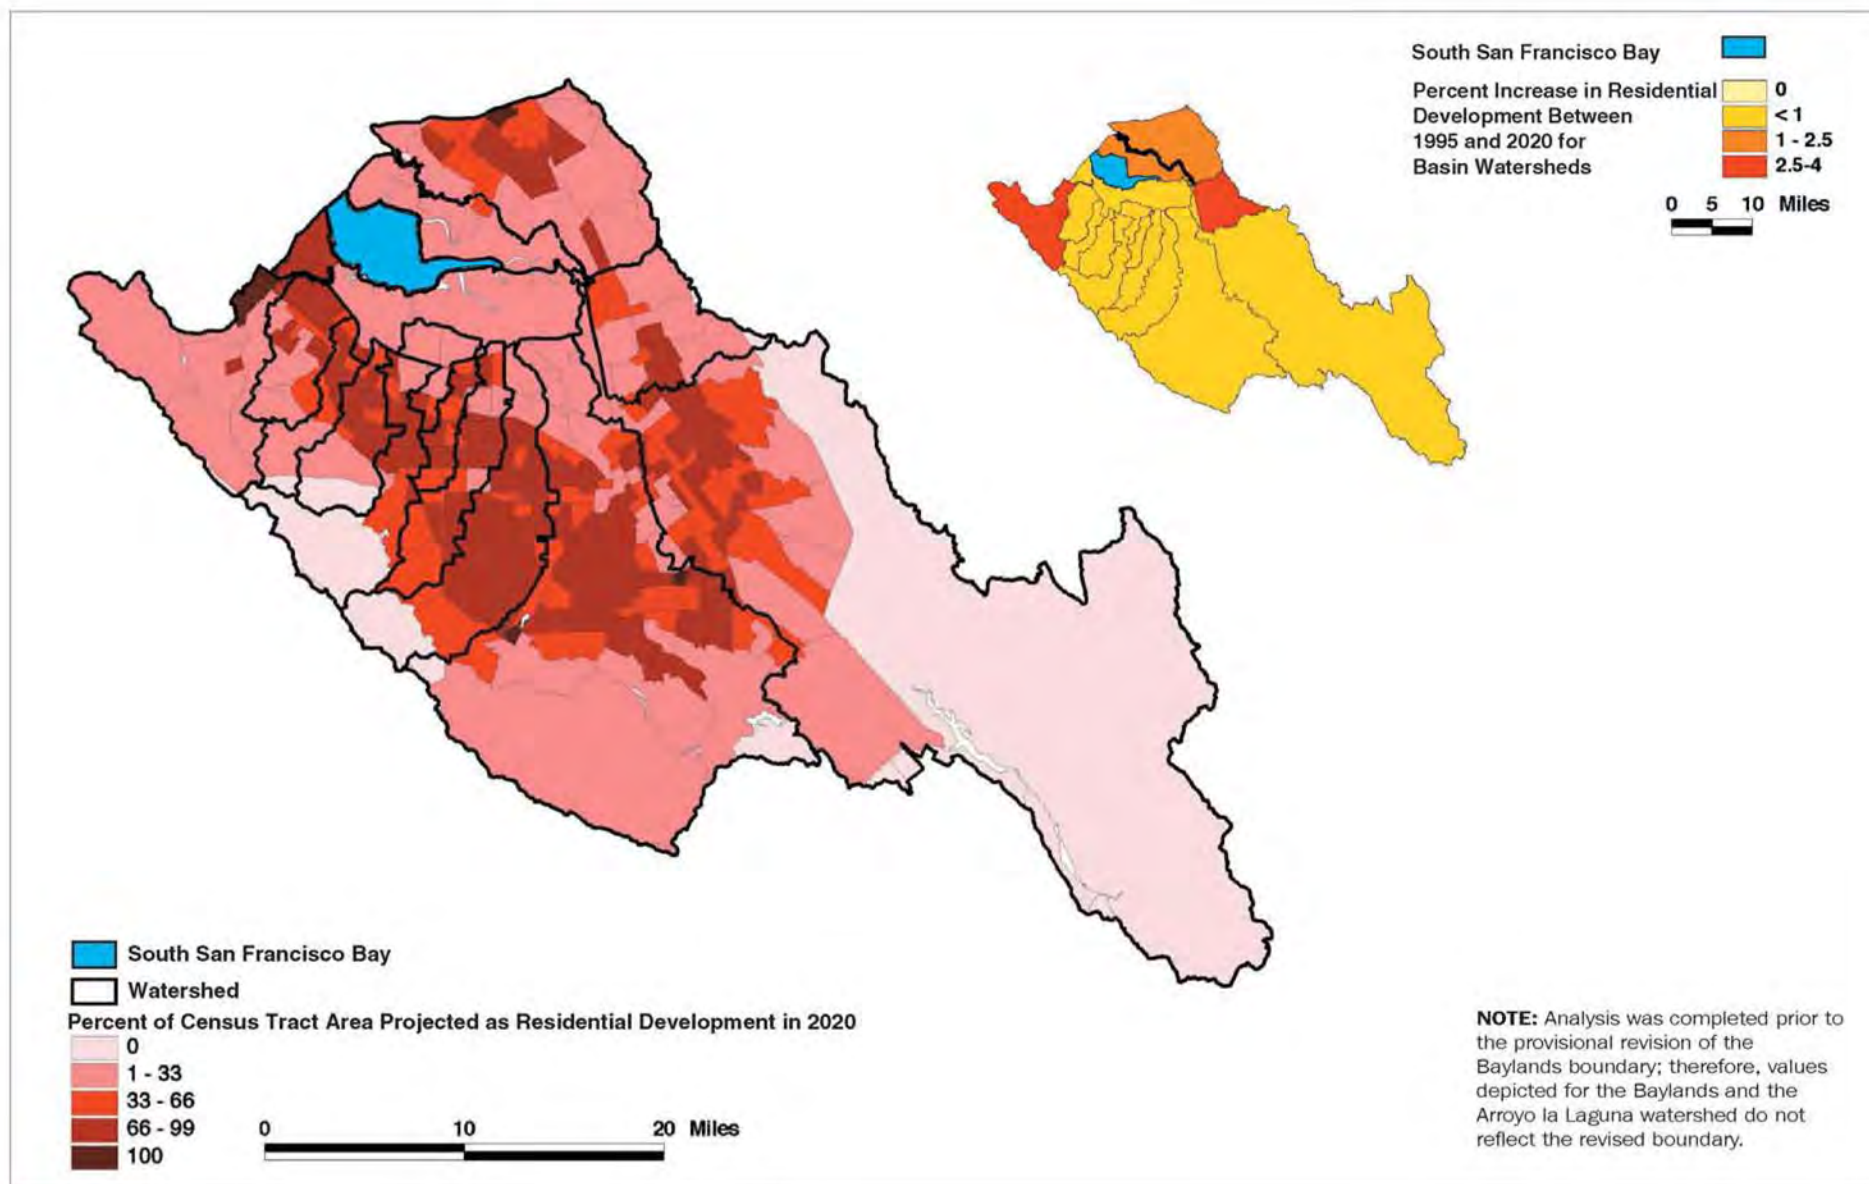 South San Francisco Bay
Percent Increase in Residential
Development Between
1995 and 2020 for
Basin Watersheds
0
< 1
1 - 2.5
2.5-4
0 5 10 Miles
South San Francisco Bay
Watershed
Percent of Census Tract Area Projected as Residential Development in 2020
0
1 - 33
33 - 66
66 - 99
100
0 10 20 Miles
NOTE: Analysis was completed prior to
the provisional revision of the
Baylands boundary; therefore, values
depicted for the Baylands and the
Arroyo la Laguna watershed do not
reflect the revised boundary.